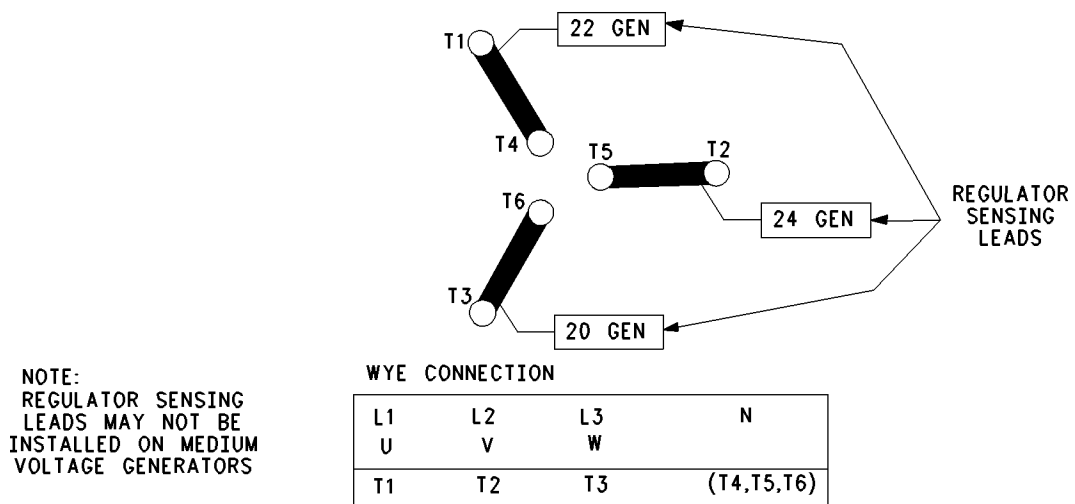 T1
22 GEN
T4
T5
T2
T6
24 GEN
REGULATOR
SENSING
LEADS
T3
20 GEN
NOTE:
REGULATOR SENSING
LEADS MAY NOT BE
INSTALLED ON MEDIUM
VOLTAGE GENERATORS
WYE CONNECTION
L1 L2 L3 N
U V W
T1 T2 T3 (T4,T5,T6)